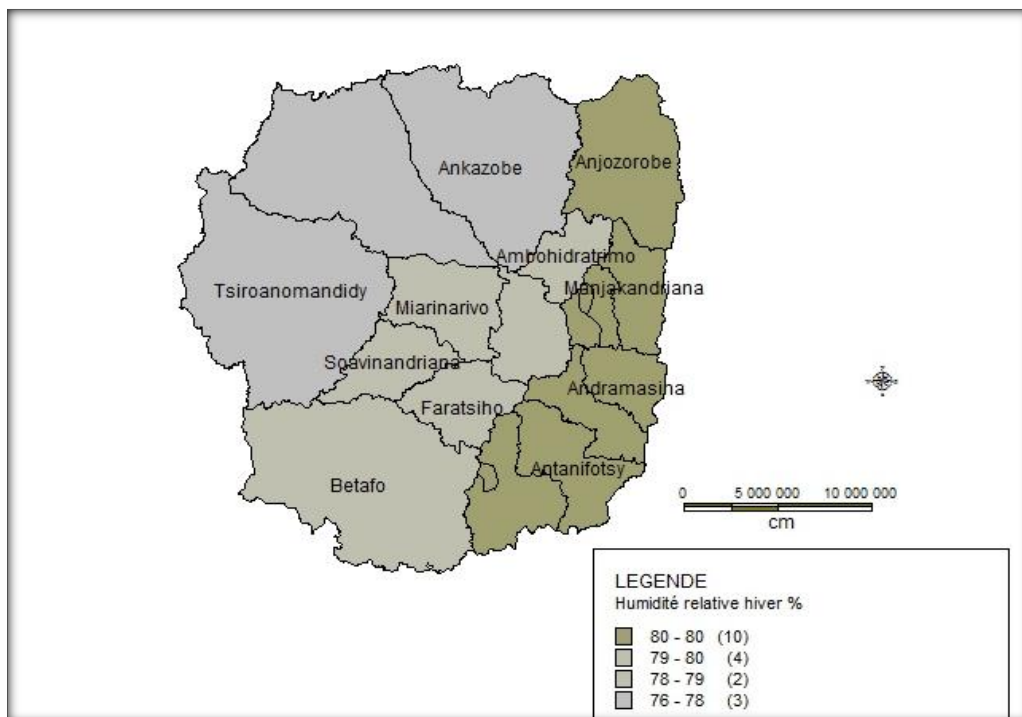 Ankazobe
Anjozorobe
Ambohidratrimo
Tsiroanomandidy
Manjakandriana
Miarinarivo
Soavinandriana
Andramasina
Faratsiho
Antanifotsy
Betafo
0 5 000 000 10 000 000
cm
LEGENDE
Humidité relative hiver %
80 - 80 (10)
79 - 80 (4)
78 - 79 (2)
76 - 78 (3)